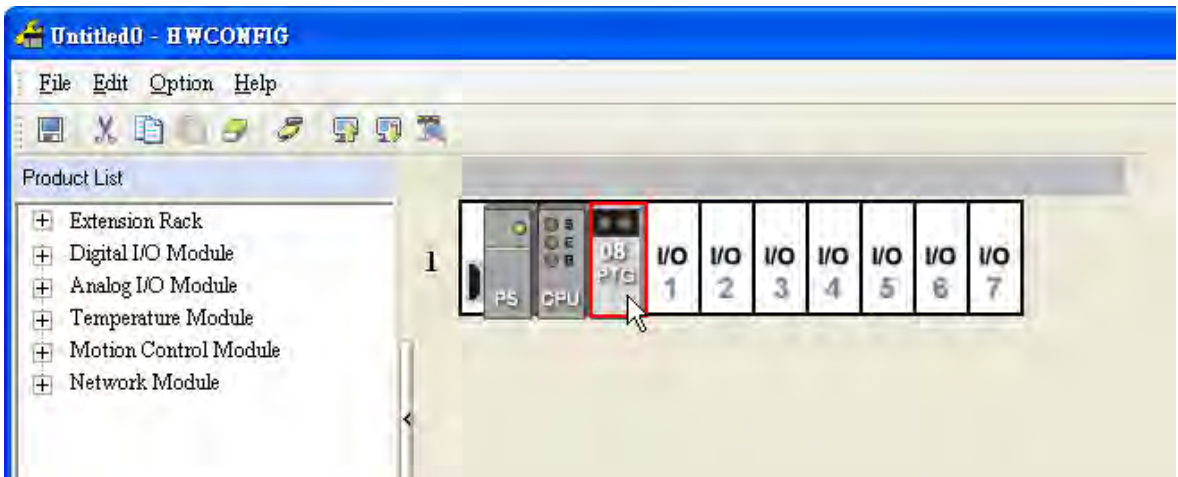 Untitled0 - HWCONFIG
File Edit Option Help
Product List
Extension Rack
Digital I/O Module
Analog I/O Module
Temperature Module
Motion Control Module
Network Module
1
PS CPU 08 PTG I/O 1 I/O 2 I/O 3 I/O 4 I/O 5 I/O 6 I/O 7